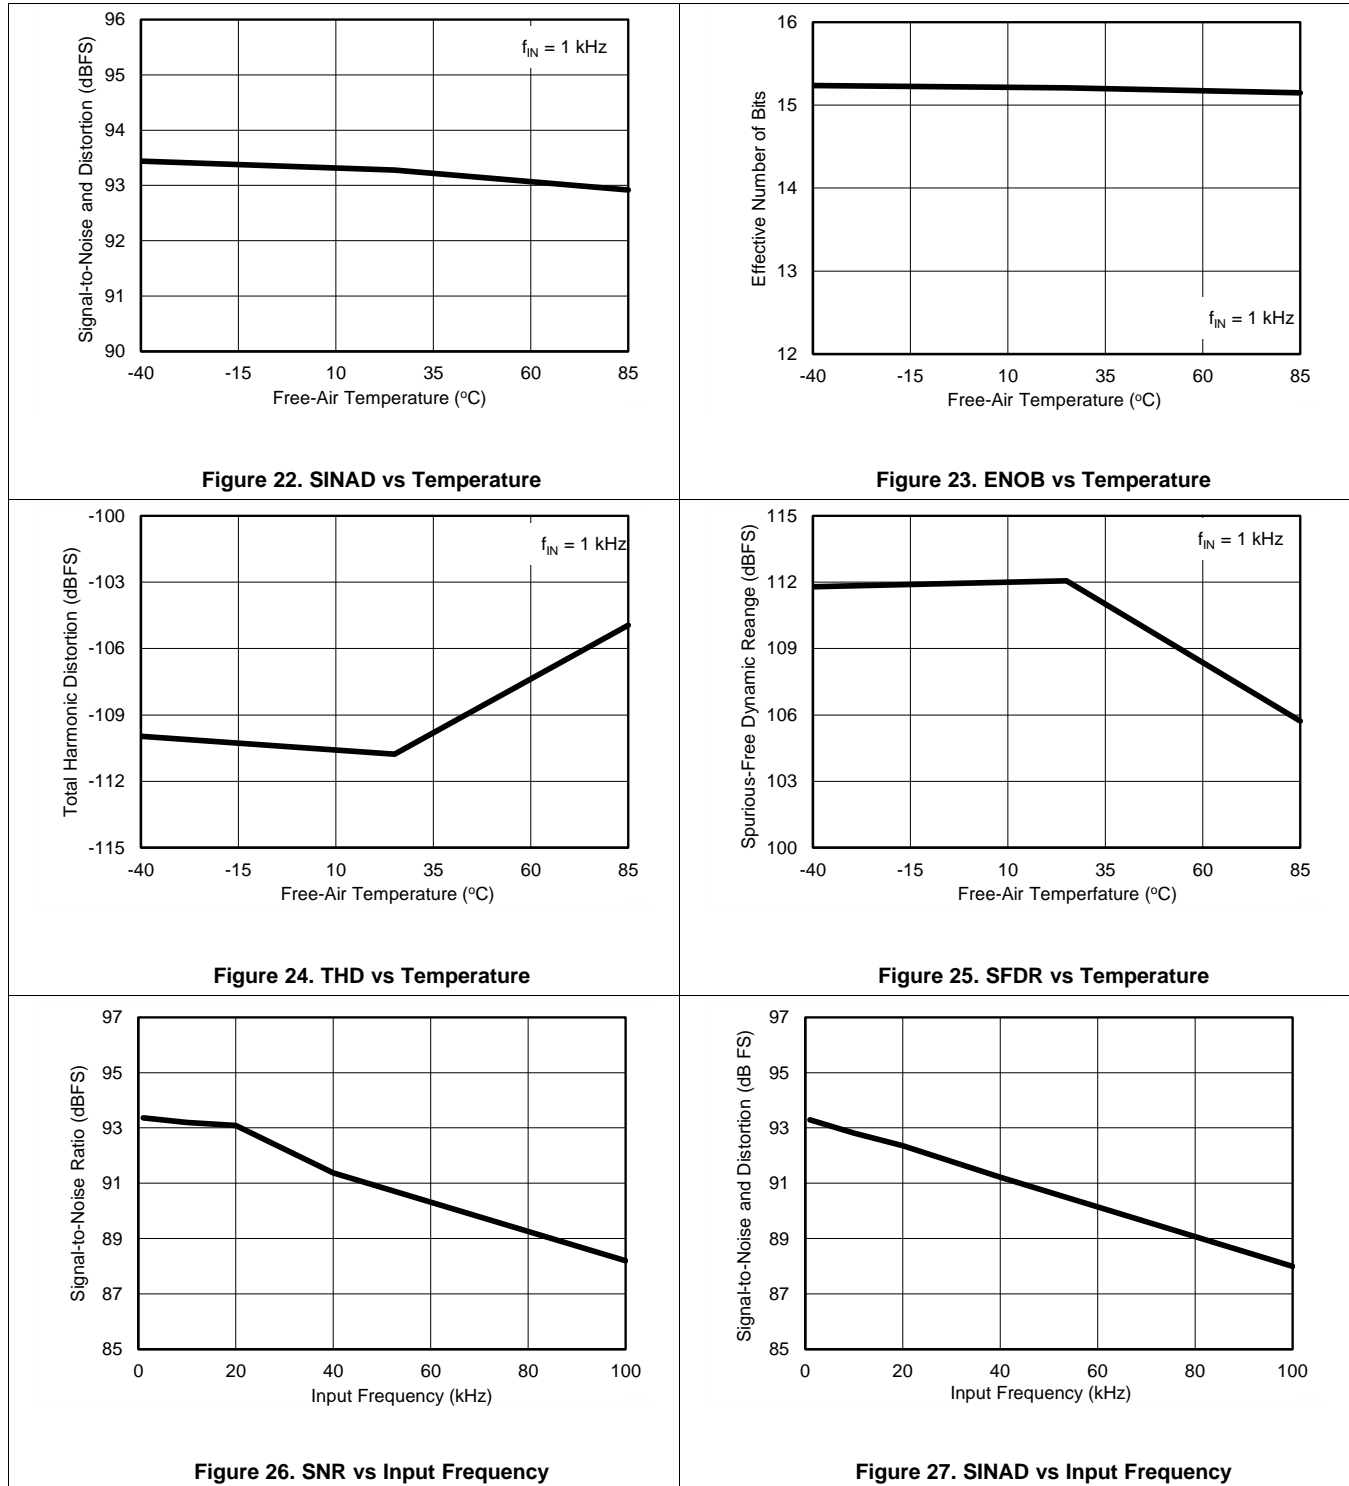 96
95
94
93
92
91
90
Signal-to-Noise and Distortion (dBFS)
fIN = 1 kHz
-40 -15 10 35 60 85
Free-Air Temperature (oC)
Figure 22. SINAD vs Temperature
16
15
14
13
12
Effective Number of Bits
fIN = 1 kHz
-40 -15 10 35 60 85
Free-Air Temperature (oC)
Figure 23. ENOB vs Temperature
-100
-103
-106
-109
-112
-115
Total Harmonic Distortion (dBFS)
fIN = 1 kHz
-40 -15 10 35 60 85
Free-Air Temperature (oC)
Figure 24. THD vs Temperature
115
112
109
106
103
100
Spurious-Free Dynamic Reange (dBFS)
fIN = 1 kHz
-40 -15 10 35 60 85
Free-Air Temperfature (oC)
Figure 25. SFDR vs Temperature
97
95
93
91
89
87
85
Signal-to-Noise Ratio (dBFS)
0 20 40 60 80 100
Input Frequency (kHz)
Figure 26. SNR vs Input Frequency
97
95
93
91
89
87
85
Signal-to-Noise and Distortion (dB FS)
0 20 40 60 80 100
Input Frequency (kHz)
Figure 27. SINAD vs Input Frequency